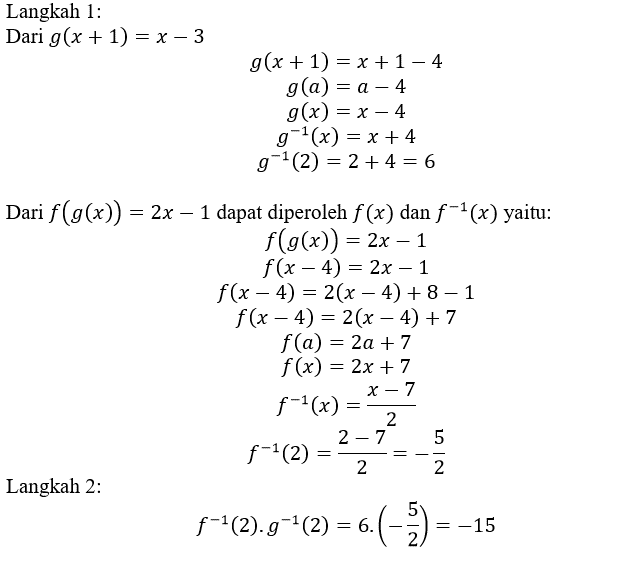 Langkah 1:
Dari g(x + 1) = x − 3
g(x + 1) = x + 1 − 4
g(a) = a − 4
g(x) = x − 4
g⁻¹(x) = x + 4
g⁻¹(2) = 2 + 4 = 6
Dari f(g(x)) = 2x − 1 dapat diperoleh f(x) dan f⁻¹(x) yaitu:
f(g(x)) = 2x − 1
f(x − 4) = 2x − 1
f(x − 4) = 2(x − 4) + 8 − 1
f(x − 4) = 2(x − 4) + 7
f(a) = 2a + 7
f(x) = 2x + 7
f⁻¹(x) = (x − 7)/2
f⁻¹(2) = (2 − 7)/2 = −5/2
Langkah 2:
f⁻¹(2). g⁻¹(2) = 6. (−5/2) = −15